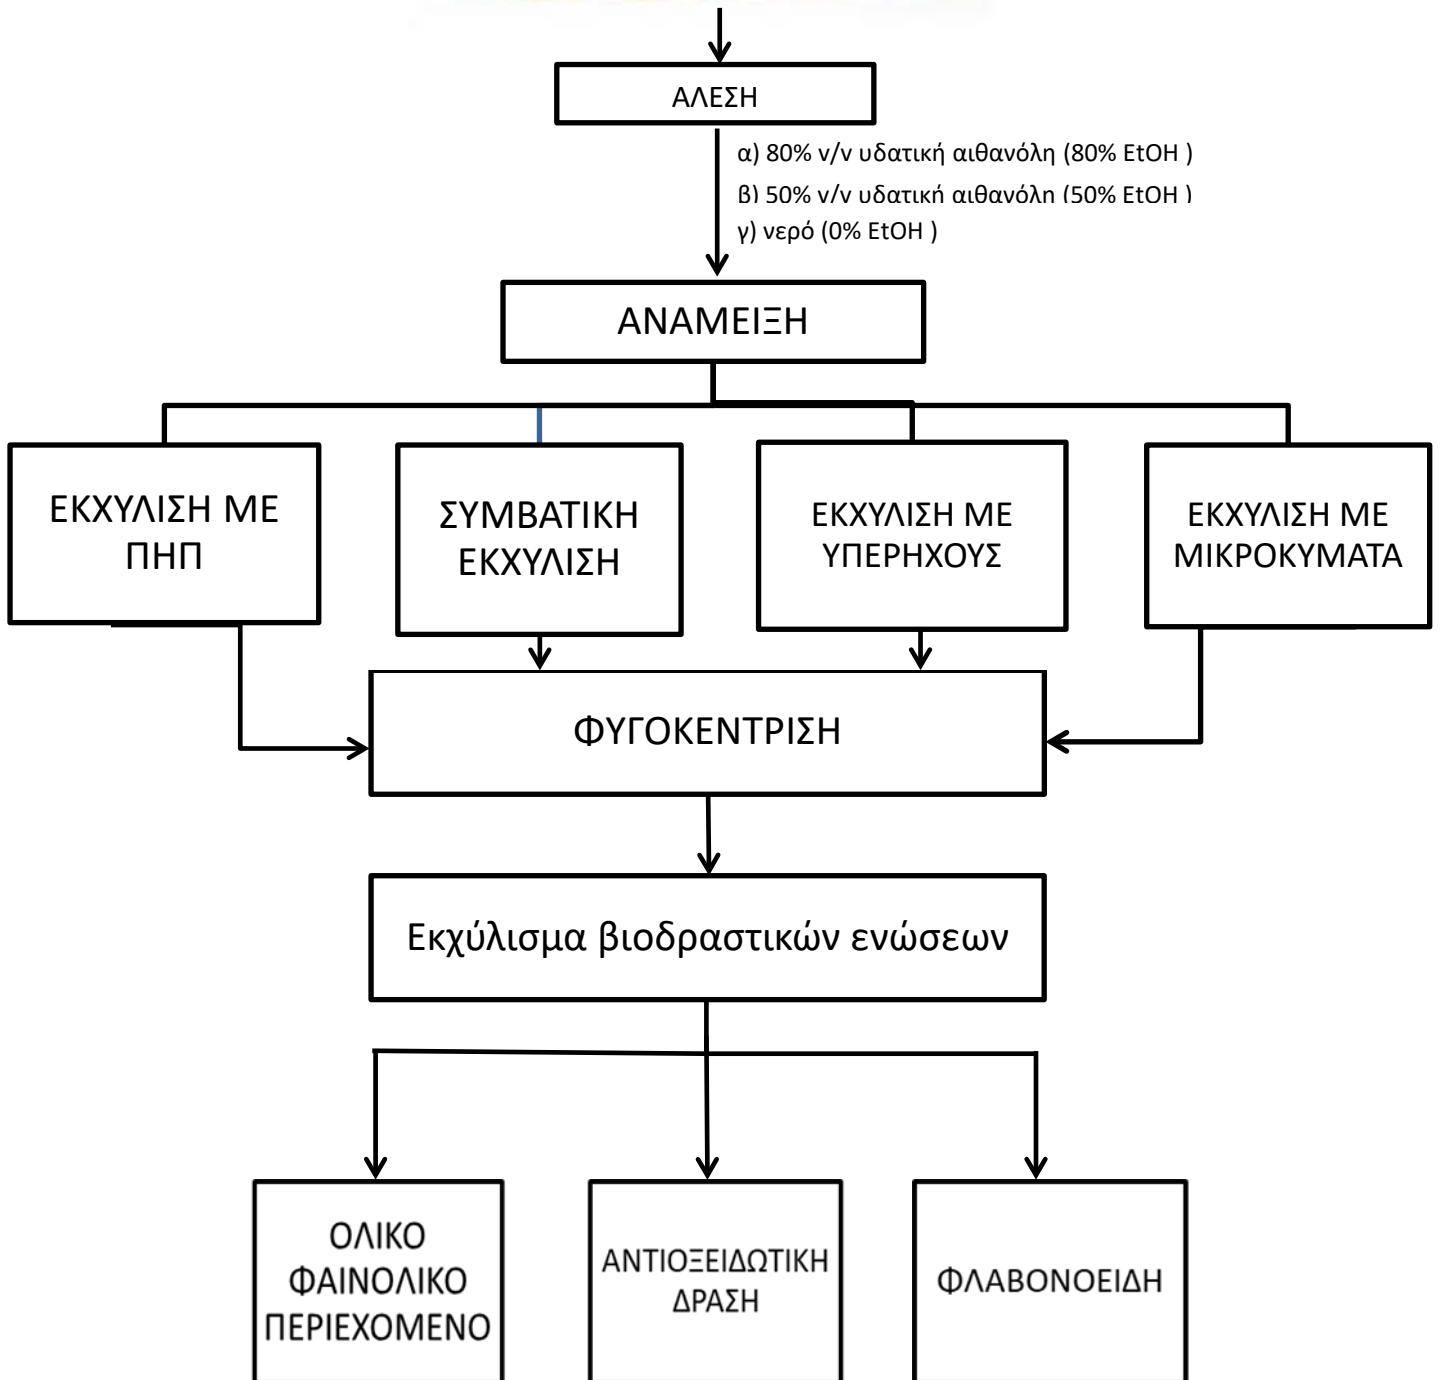 ΑΛΕΣΗ
α) 80% v/v υδατική αιθανόλη (80% EtOH )
β) 50% v/v υδατική αιθανόλη (50% EtOH )
γ) νερό (0% EtOH )
ΑΝΑΜΕΙΞΗ
ΕΚΧΥΛΙΣΗ ΜΕ
ΠΗΠ
ΣΥΜΒΑΤΙΚΗ
ΕΚΧΥΛΙΣΗ
ΕΚΧΥΛΙΣΗ ΜΕ
ΥΠΕΡΗΧΟΥΣ
ΕΚΧΥΛΙΣΗ ΜΕ
ΜΙΚΡΟΚΥΜΑΤΑ
ΦΥΓΟΚΕΝΤΡΙΣΗ
Εκχύλισμα βιοδραστικών ενώσεων
ΟΛΙΚΟ
ΦΑΙΝΟΛΙΚΟ
ΠΕΡΙΕΧΟΜΕΝΟ
ΑΝΤΙΟΞΕΙΔΩΤΙΚΗ
ΔΡΑΣΗ
ΦΛΑΒΟΝΟΕΙΔΗ